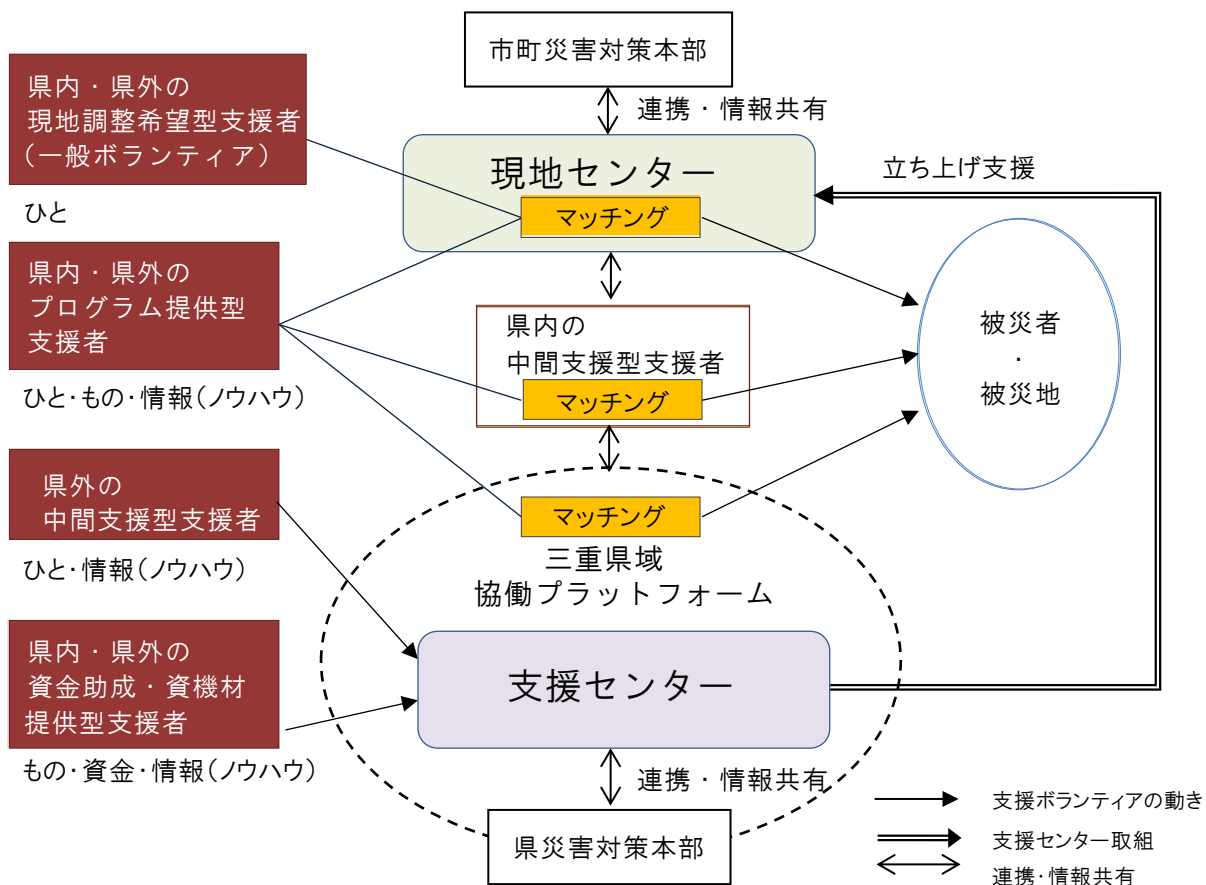 市町災害対策本部
連携・情報共有
県内・県外の
現地調整希望型支援者
(一般ボランティア)
ひと
現地センター
マッチング
立ち上げ支援
県内・県外の
プログラム提供型
支援者
ひと・もの・情報(ノウハウ)
県内の
中間支援型支援者
マッチング
被災者
・
被災地
県外の
中間支援型支援者
ひと・情報(ノウハウ)
マッチング
三重県域
協働プラットフォーム
県内・県外の
資金助成・資機材
提供型支援者
もの・資金・情報(ノウハウ)
支援センター
連携・情報共有
県災害対策本部
支援ボランティアの動き
支援センター取組
連携・情報共有